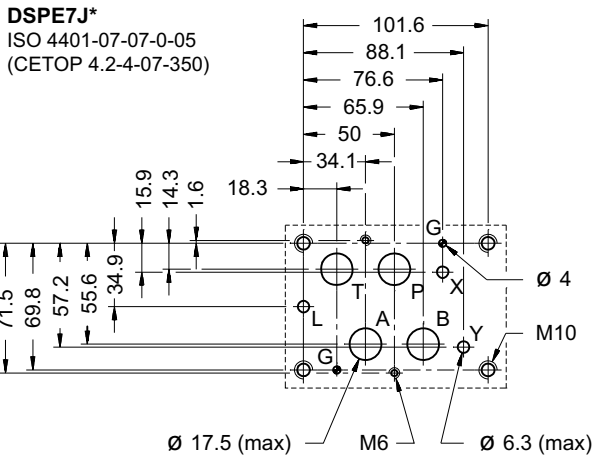 DSPE7J*
ISO 4401-07-07-0-05
(CETOP 4.2-4-07-350)
101.6
88.1
76.6
65.9
50
34.1
18.3
15.9
14.3
1.6
G
T
P
X
Ø 4
71.5
69.8
57.2
55.6
34.9
L
A
B
Y
M10
G
Ø 17.5 (max)
M6
Ø 6.3 (max)